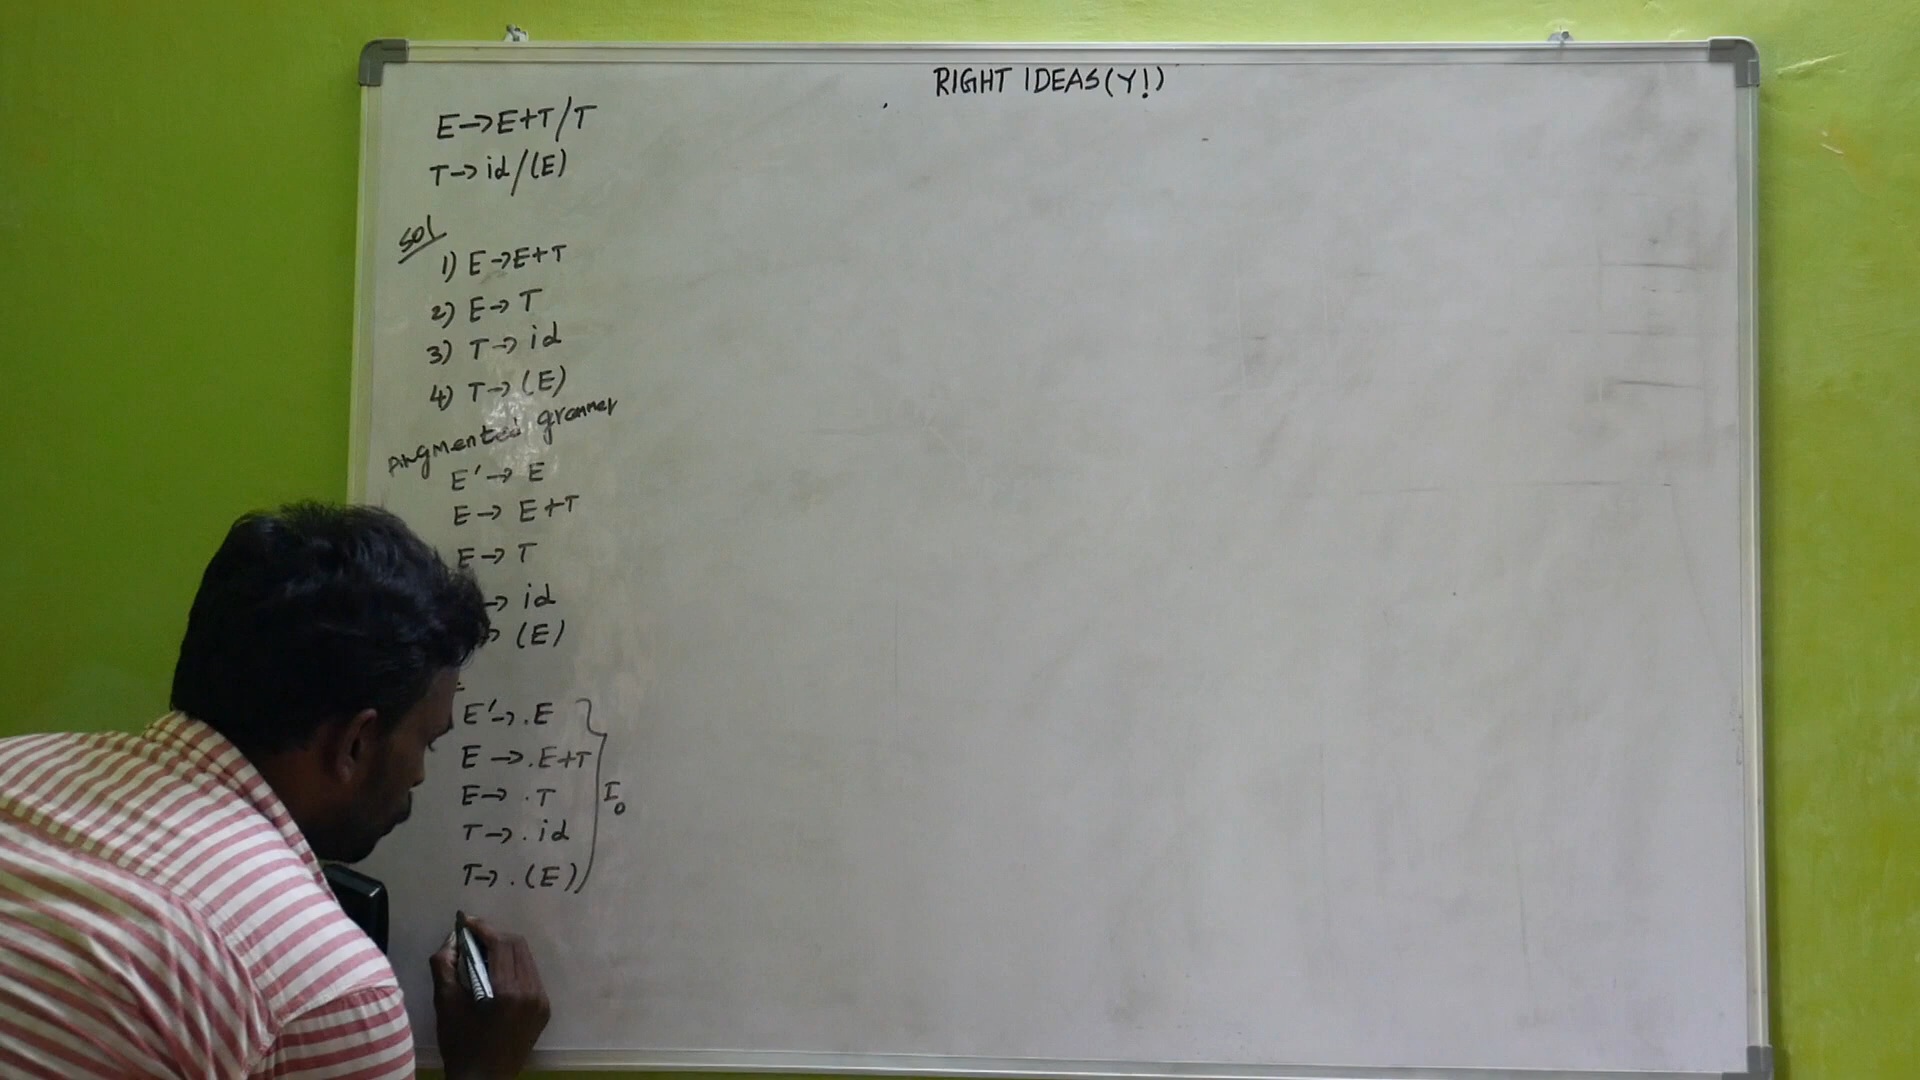 RIGHT IDEAS(Y!)
E→E+T/T
T→id/(E)
sol
1) E→E+T
2) E→T
3) T→id
4) T→(E)
Augmented grammer
E'→E
E→E+T
E→T
→id
→(E)
E'→.E
E→.E+T
E→.T
T→.id
T→.(E)
I₀